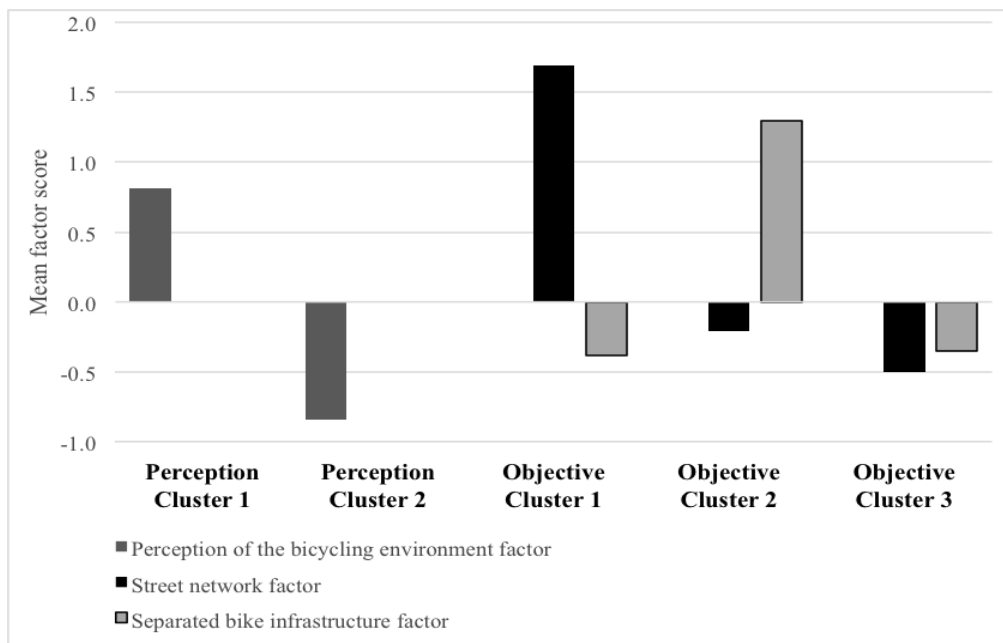 2.0
1.5
1.0
0.5
0.0
-0.5
-1.0
Mean factor score
Perception Cluster 1
Perception Cluster 2
Objective Cluster 1
Objective Cluster 2
Objective Cluster 3
Perception of the bicycling environment factor
Street network factor
Separated bike infrastructure factor